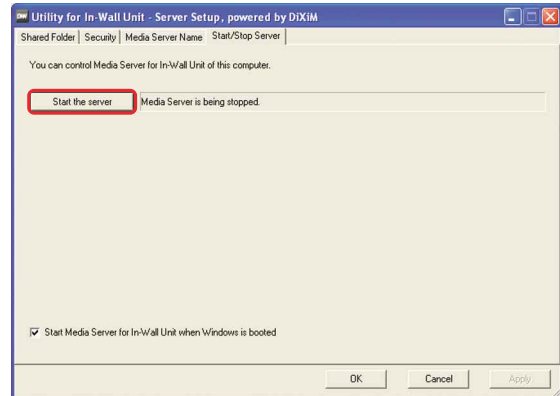 DW Utility for In-Wall Unit - Server Setup, powered by DiXiM
Shared Folder Security Media Server Name Start/Stop Server
You can control Media Server for In-Wall Unit of this computer.
Start the server Media Server is being stopped.
Start Media Server for In-Wall Unit when Windows is booted
OK Cancel Apply